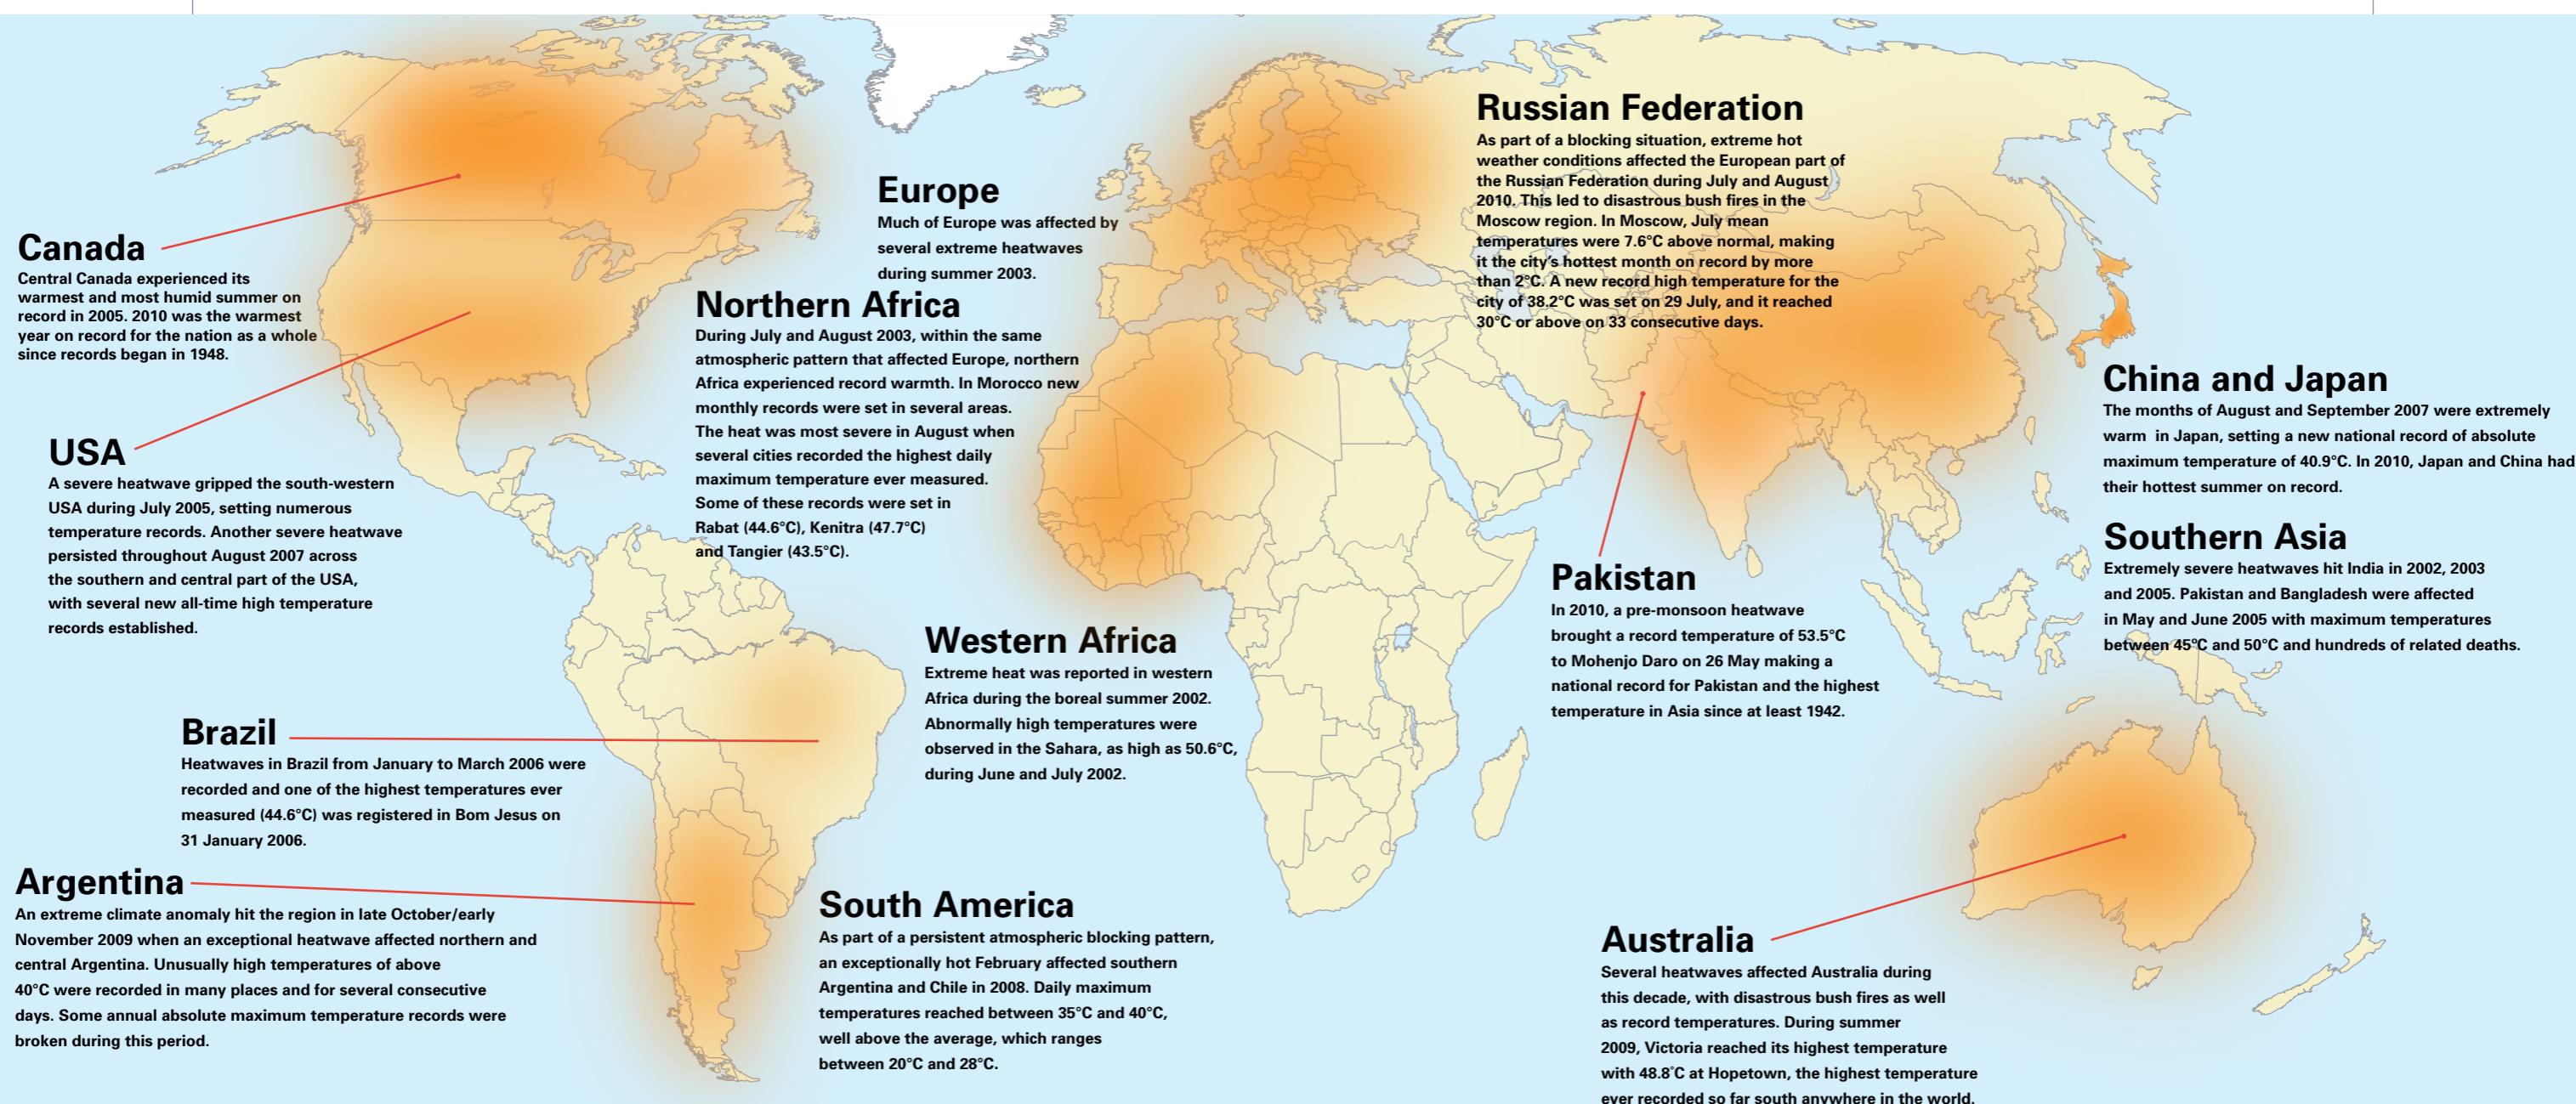 Canada
Central Canada experienced its
warmest and most humid summer on
record in 2005. 2010 was the warmest
year on record for the nation as a whole
since records began in 1948.
USA
A severe heatwave gripped the south-western
USA during July 2005, setting numerous
temperature records. Another severe heatwave
persisted throughout August 2007 across
the southern and central part of the USA,
with several new all-time high temperature
records established.
Brazil
Heatwaves in Brazil from January to March 2006 were
recorded and one of the highest temperatures ever
measured (44.6°C) was registered in Bom Jesus on
31 January 2006.
Argentina
An extreme climate anomaly hit the region in late October/early
November 2009 when an exceptional heatwave affected northern and
central Argentina. Unusually high temperatures of above
40°C were recorded in many places and for several consecutive
days. Some annual absolute maximum temperature records were
broken during this period.
Europe
Much of Europe was affected by
several extreme heatwaves
during summer 2003.
Northern Africa
During July and August 2003, within the same
atmospheric pattern that affected Europe, northern
Africa experienced record warmth. In Morocco new
monthly records were set in several areas.
The heat was most severe in August when
several cities recorded the highest daily
maximum temperature ever measured.
Some of these records were set in
Rabat (44.6°C), Kenitra (47.7°C)
and Tangier (43.5°C).
Western Africa
Extreme heat was reported in western
Africa during the boreal summer 2002.
Abnormally high temperatures were
observed in the Sahara, as high as 50.6°C,
during June and July 2002.
South America
As part of a persistent atmospheric blocking pattern,
an exceptionally hot February affected southern
Argentina and Chile in 2008. Daily maximum
temperatures reached between 35°C and 40°C,
well above the average, which ranges
between 20°C and 28°C.
Russian Federation
As part of a blocking situation, extreme hot
weather conditions affected the European part of
the Russian Federation during July and August
2010. This led to disastrous bush fires in the
Moscow region. In Moscow, July mean
temperatures were 7.6°C above normal, making
it the city's hottest month on record by more
than 2°C. A new record high temperature for the
city of 38.2°C was set on 29 July, and it reached
30°C or above on 33 consecutive days.
Pakistan
In 2010, a pre-monsoon heatwave
brought a record temperature of 53.5°C
to Mohenjo Daro on 26 May making a
national record for Pakistan and the highest
temperature in Asia since at least 1942.
China and Japan
The months of August and September 2007 were extremely
warm in Japan, setting a new national record of absolute
maximum temperature of 40.9°C. In 2010, Japan and China had
their hottest summer on record.
Southern Asia
Extremely severe heatwaves hit India in 2002, 2003
and 2005. Pakistan and Bangladesh were affected
in May and June 2005 with maximum temperatures
between 45°C and 50°C and hundreds of related deaths.
Australia
Several heatwaves affected Australia during
this decade, with disastrous bush fires as well
as record temperatures. During summer
2009, Victoria reached its highest temperature
with 48.8°C at Hopetown, the highest temperature
ever recorded so far south anywhere in the world.